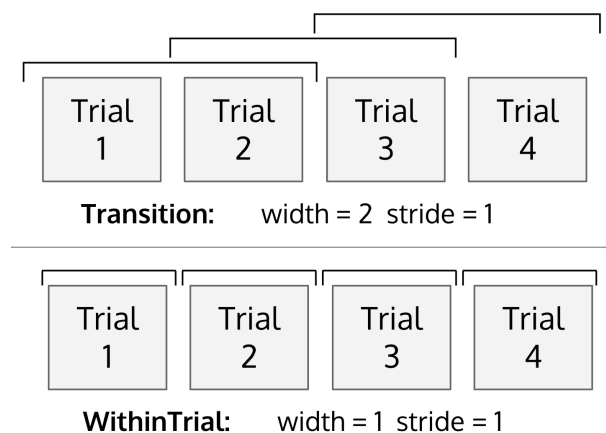 Trial
1
Trial
2
Trial
3
Trial
4
Transition: width = 2 stride = 1
Trial
1
Trial
2
Trial
3
Trial
4
WithinTrial: width = 1 stride = 1